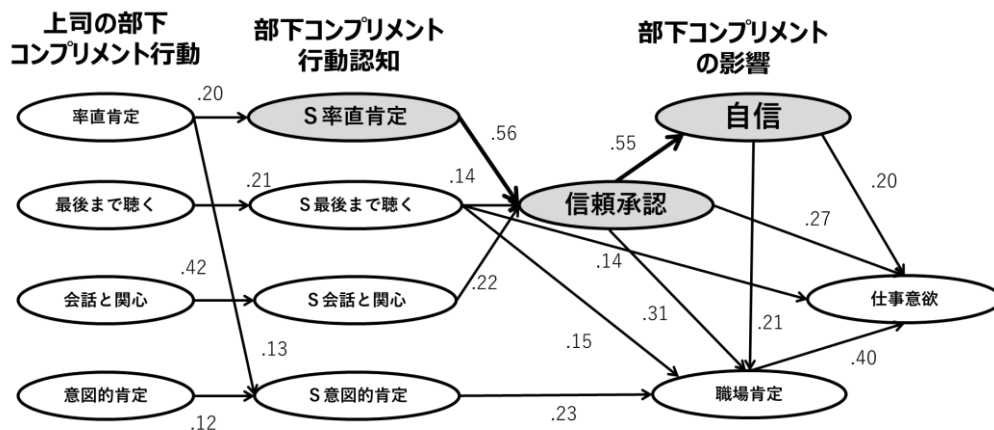 上司の部下
コンプリメント行動
部下コンプリメント
行動認知
部下コンプリメント
の影響
率直肯定
.20
S率直肯定
.56
.55
自信
最後まで聴く
.21
S最後まで聴く
.14
信頼承認
.20
.27
会話と関心
.42
S会話と関心
.22
.14
.31
.21
仕事意欲
.13
.15
.40
意図的肯定
.12
S意図的肯定
.23
職場肯定